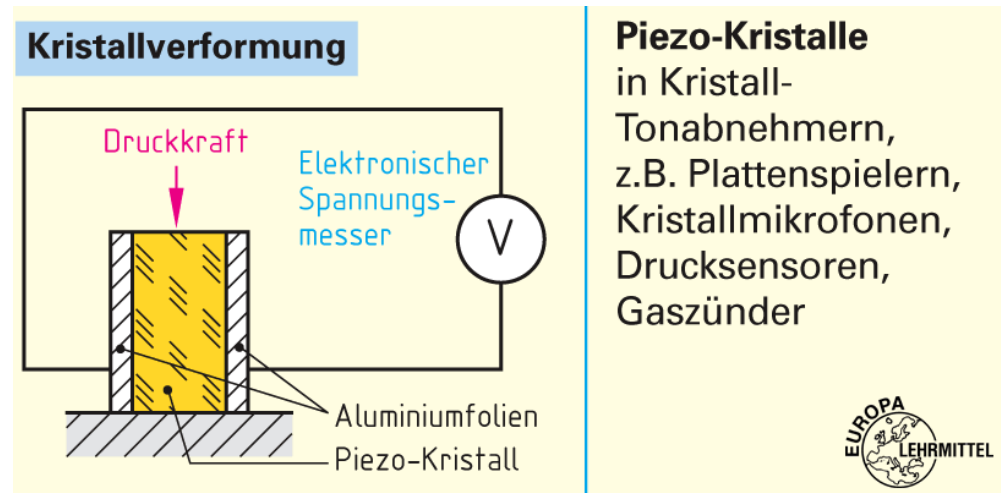 Kristallverformung
Druckkraft
Elektronischer
Spannungs-
messer
V
Aluminiumfolien
Piezo-Kristall
Piezo-Kristalle
in Kristall-
Tonabnehmern,
z.B. Plattenspielern,
Kristallmikrofonen,
Drucksensoren,
Gaszünder
EUROPA
LEHRMITTEL